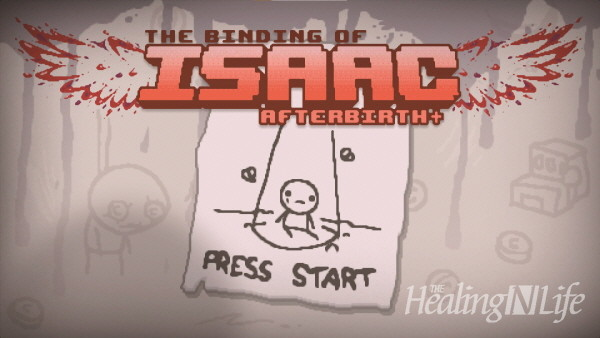 THE BINDING OF
ISAAC
AFTERBIRTH+
PRESS START
THE
HealingNLife